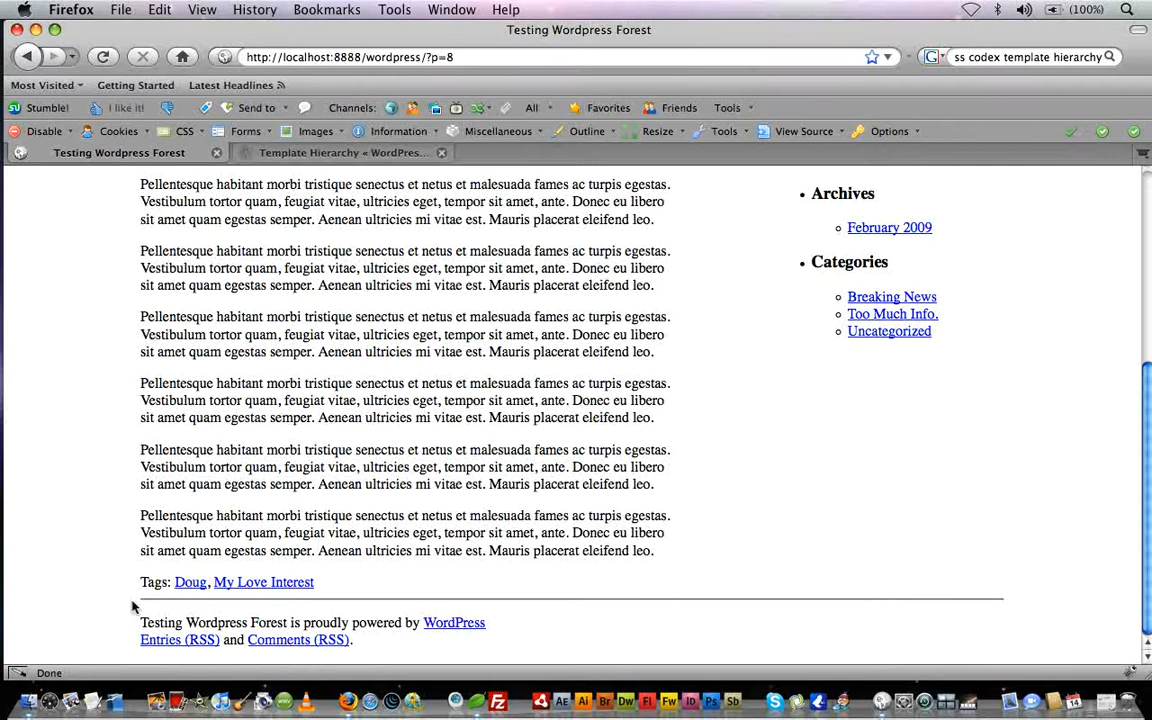 Firefox File Edit View History Bookmarks Tools Window Help (100%)
Testing Wordpress Forest
http://localhost:8888/wordpress/?p=8 ss codex template hierarchy
Most Visited Getting Started Latest Headlines
Stumble! I like it! Send to Channels: All Favorites Friends Tools
Disable Cookies CSS Forms Images Information Miscellaneous Outline Resize Tools View Source Options
Testing Wordpress Forest Template Hierarchy « WordPres...
Pellentesque habitant morbi tristique senectus et netus et malesuada fames ac turpis egestas.
Vestibulum tortor quam, feugiat vitae, ultricies eget, tempor sit amet, ante. Donec eu libero
sit amet quam egestas semper. Aenean ultricies mi vitae est. Mauris placerat eleifend leo.
Pellentesque habitant morbi tristique senectus et netus et malesuada fames ac turpis egestas.
Vestibulum tortor quam, feugiat vitae, ultricies eget, tempor sit amet, ante. Donec eu libero
sit amet quam egestas semper. Aenean ultricies mi vitae est. Mauris placerat eleifend leo.
Pellentesque habitant morbi tristique senectus et netus et malesuada fames ac turpis egestas.
Vestibulum tortor quam, feugiat vitae, ultricies eget, tempor sit amet, ante. Donec eu libero
sit amet quam egestas semper. Aenean ultricies mi vitae est. Mauris placerat eleifend leo.
Pellentesque habitant morbi tristique senectus et netus et malesuada fames ac turpis egestas.
Vestibulum tortor quam, feugiat vitae, ultricies eget, tempor sit amet, ante. Donec eu libero
sit amet quam egestas semper. Aenean ultricies mi vitae est. Mauris placerat eleifend leo.
Pellentesque habitant morbi tristique senectus et netus et malesuada fames ac turpis egestas.
Vestibulum tortor quam, feugiat vitae, ultricies eget, tempor sit amet, ante. Donec eu libero
sit amet quam egestas semper. Aenean ultricies mi vitae est. Mauris placerat eleifend leo.
Pellentesque habitant morbi tristique senectus et netus et malesuada fames ac turpis egestas.
Vestibulum tortor quam, feugiat vitae, ultricies eget, tempor sit amet, ante. Donec eu libero
sit amet quam egestas semper. Aenean ultricies mi vitae est. Mauris placerat eleifend leo.
Tags: Doug, My Love Interest
Testing Wordpress Forest is proudly powered by WordPress
Entries (RSS) and Comments (RSS).
Archives
February 2009
Categories
Breaking News
Too Much Info.
Uncategorized
Done
Ae Ai Br Dw Fl Fw Id Ps Sb
14